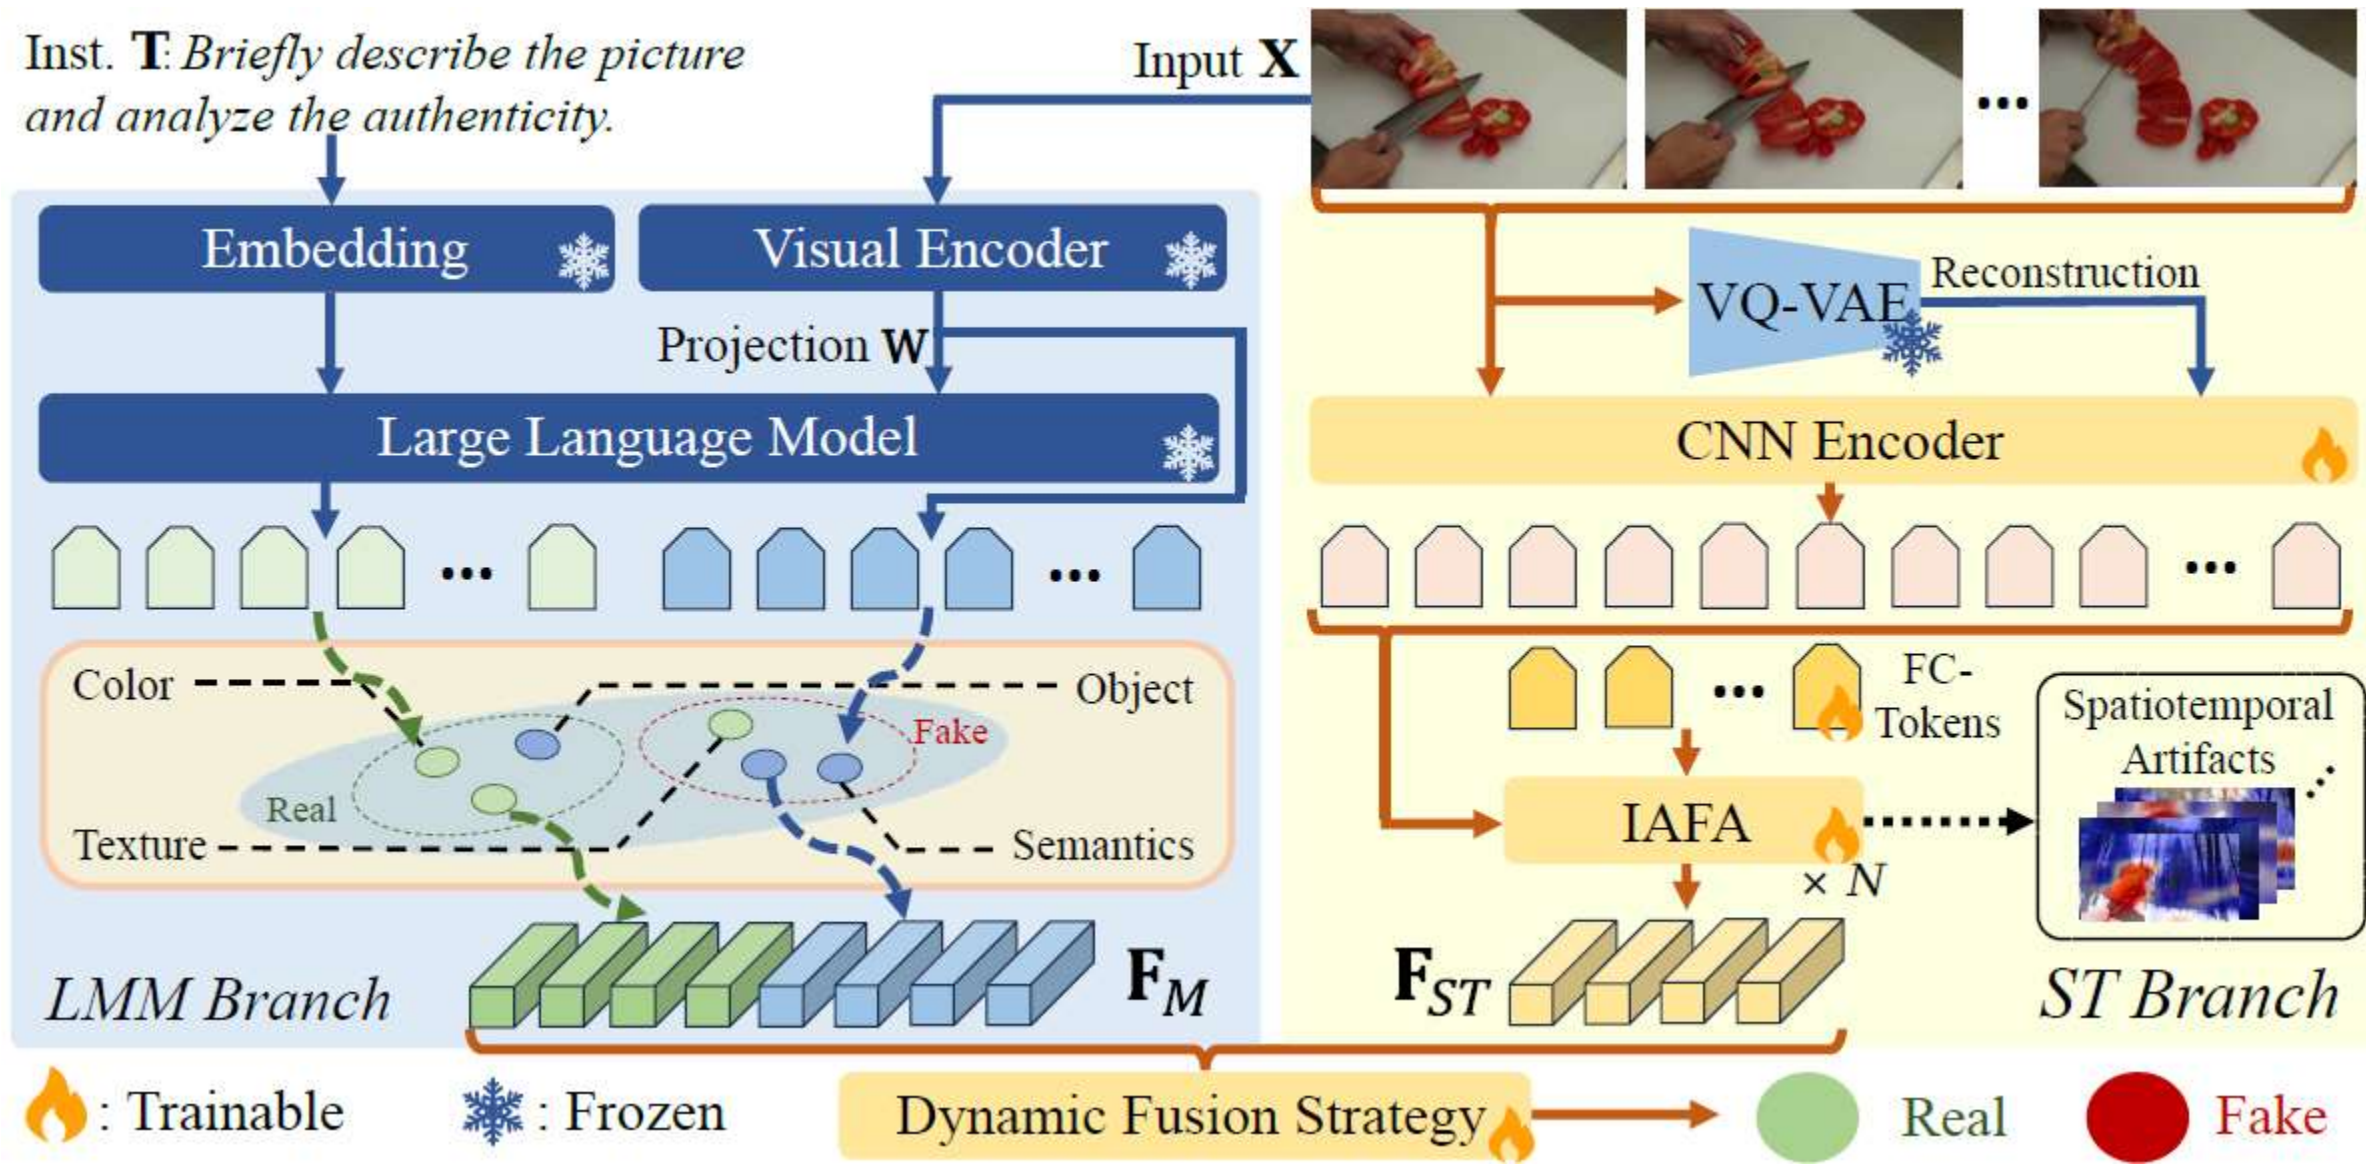 Inst. T: Briefly describe the picture
and analyze the authenticity.
Input X
Embedding
Visual Encoder
Projection W
Large Language Model
Color
Object
Real
Fake
Texture
Semantics
LMM Branch
F_M
VQ-VAE
Reconstruction
CNN Encoder
FC-
Tokens
IAFA
× N
Spatiotemporal
Artifacts
F_ST
ST Branch
: Trainable
: Frozen
Dynamic Fusion Strategy
Real
Fake